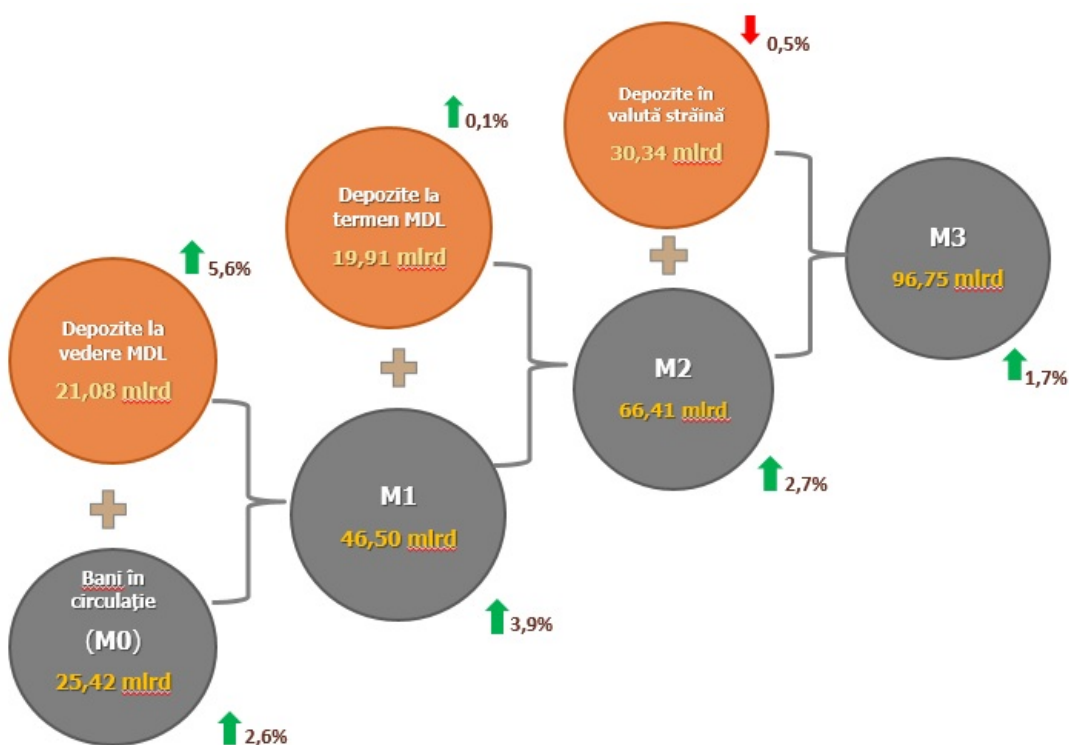 0,5%
Depozite în
valută străină
30,34 mlrd
0,1%
Depozite la
termen MDL
19,91 mlrd
M3
96,75 mlrd
1,7%
5,6%
Depozite la
vedere MDL
21,08 mlrd
M2
66,41 mlrd
2,7%
M1
46,50 mlrd
3,9%
Bani în
circulație
(M0)
25,42 mlrd
2,6%